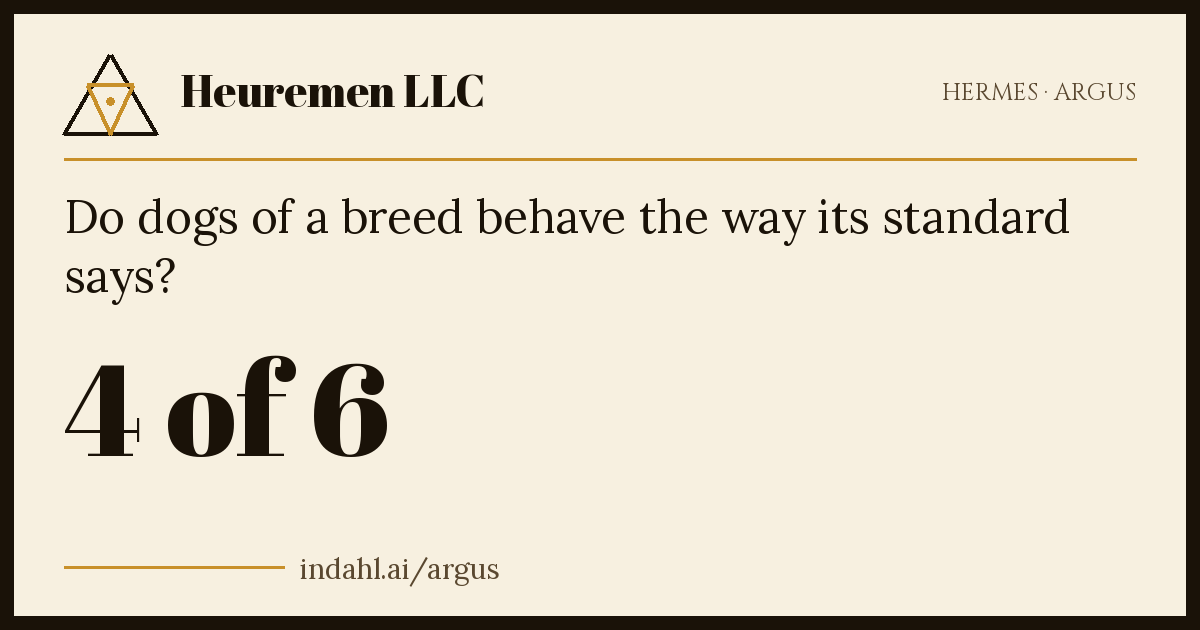 Heuremen LLC
HERMES · ARGUS
Do dogs of a breed behave the way its standard
says?
4 of 6
indahl.ai/argus